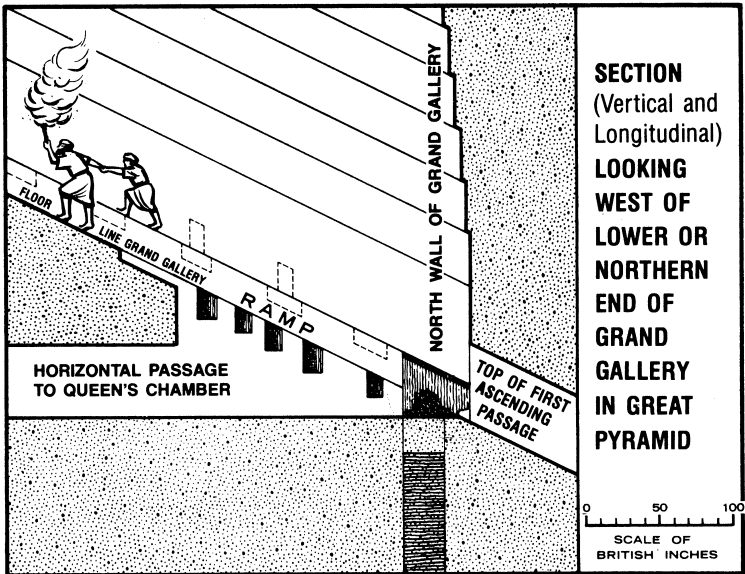 NORTH WALL OF GRAND GALLERY
FLOOR
LINE GRAND GALLERY
RAMP
HORIZONTAL PASSAGE
TO QUEEN'S CHAMBER
TOP OF FIRST
ASCENDING
PASSAGE
SECTION
(Vertical and
Longitudinal)
LOOKING
WEST OF
LOWER OR
NORTHERN
END OF
GRAND
GALLERY
IN GREAT
PYRAMID
0 50 100
SCALE OF
BRITISH INCHES